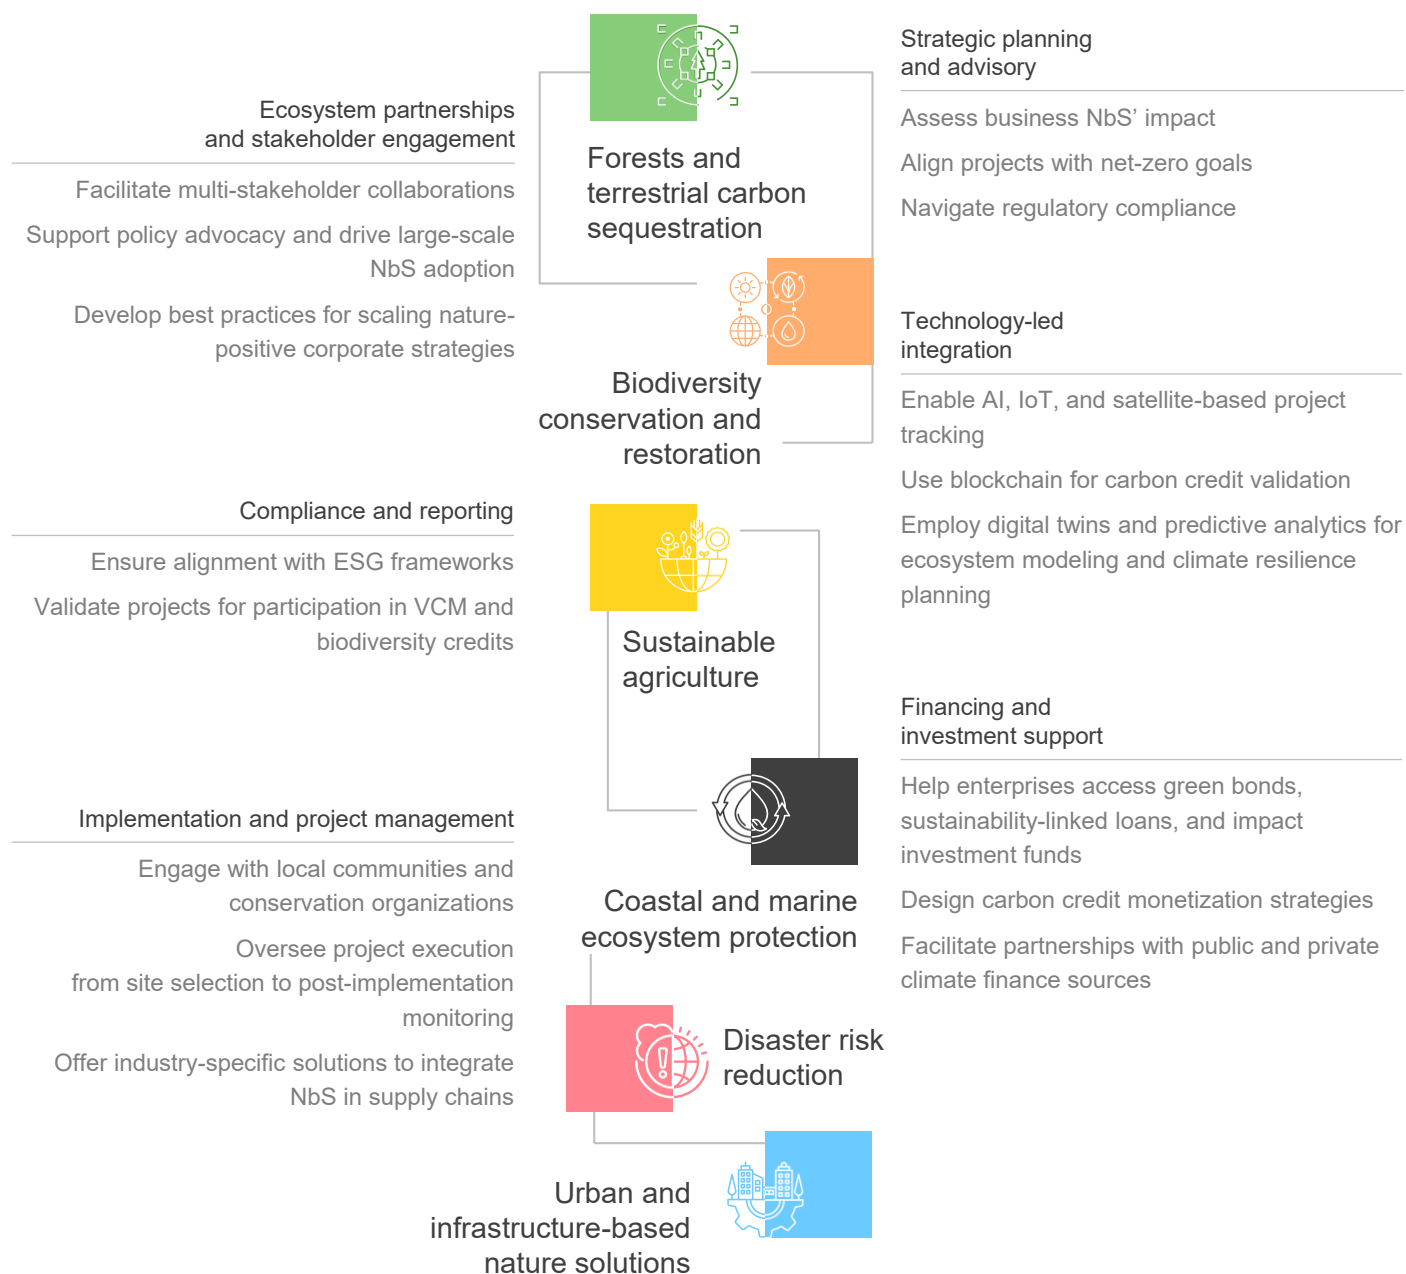 Ecosystem partnerships
and stakeholder engagement
Facilitate multi-stakeholder collaborations
Support policy advocacy and drive large-scale
NbS adoption
Develop best practices for scaling nature-
positive corporate strategies
Compliance and reporting
Ensure alignment with ESG frameworks
Validate projects for participation in VCM and
biodiversity credits
Implementation and project management
Engage with local communities and
conservation organizations
Oversee project execution
from site selection to post-implementation
monitoring
Offer industry-specific solutions to integrate
NbS in supply chains
Forests and
terrestrial carbon
sequestration
Biodiversity
conservation and
restoration
Sustainable
agriculture
Coastal and marine
ecosystem protection
Disaster risk
reduction
Urban and
infrastructure-based
nature solutions
Strategic planning
and advisory
Assess business NbS’ impact
Align projects with net-zero goals
Navigate regulatory compliance
Technology-led
integration
Enable AI, IoT, and satellite-based project
tracking
Use blockchain for carbon credit validation
Employ digital twins and predictive analytics for
ecosystem modeling and climate resilience
planning
Financing and
investment support
Help enterprises access green bonds,
sustainability-linked loans, and impact
investment funds
Design carbon credit monetization strategies
Facilitate partnerships with public and private
climate finance sources